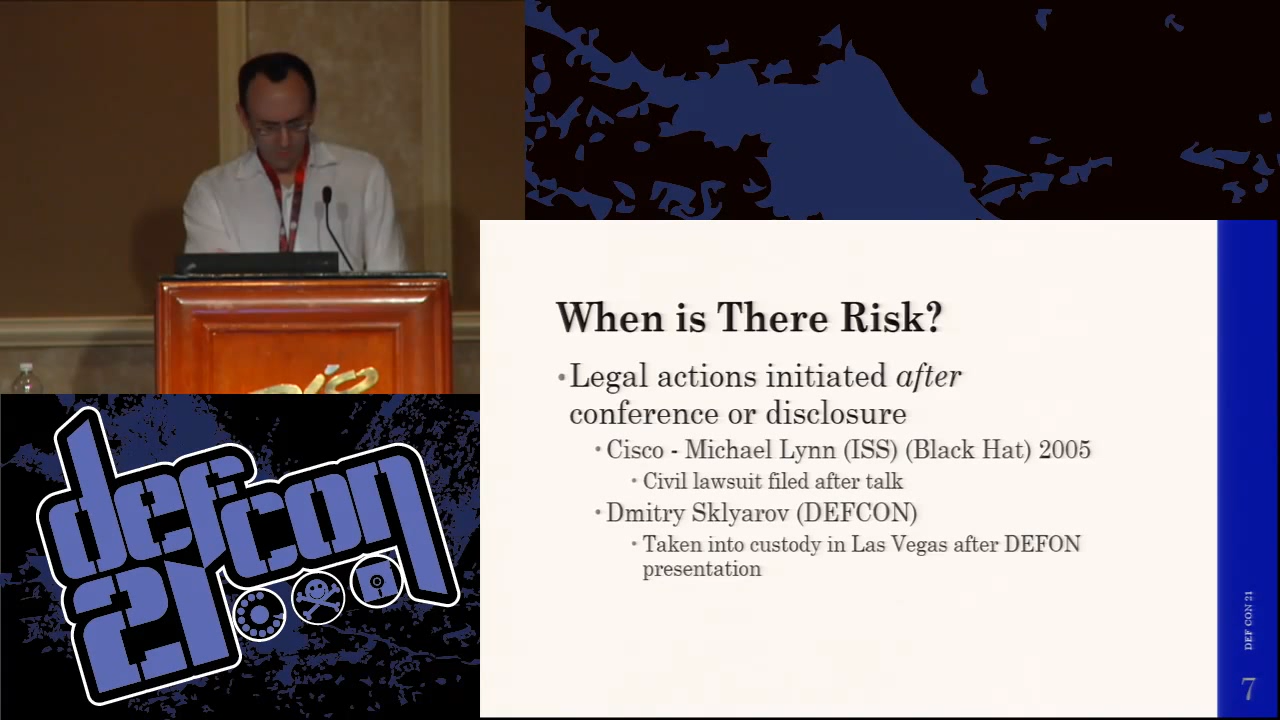 When is There Risk?
•Legal actions initiated after
conference or disclosure
•Cisco - Michael Lynn (ISS) (Black Hat) 2005
•Civil lawsuit filed after talk
•Dmitry Sklyarov (DEFCON)
•Taken into custody in Las Vegas after DEFON
presentation
DEF CON 21
7
defcon
21
Rio